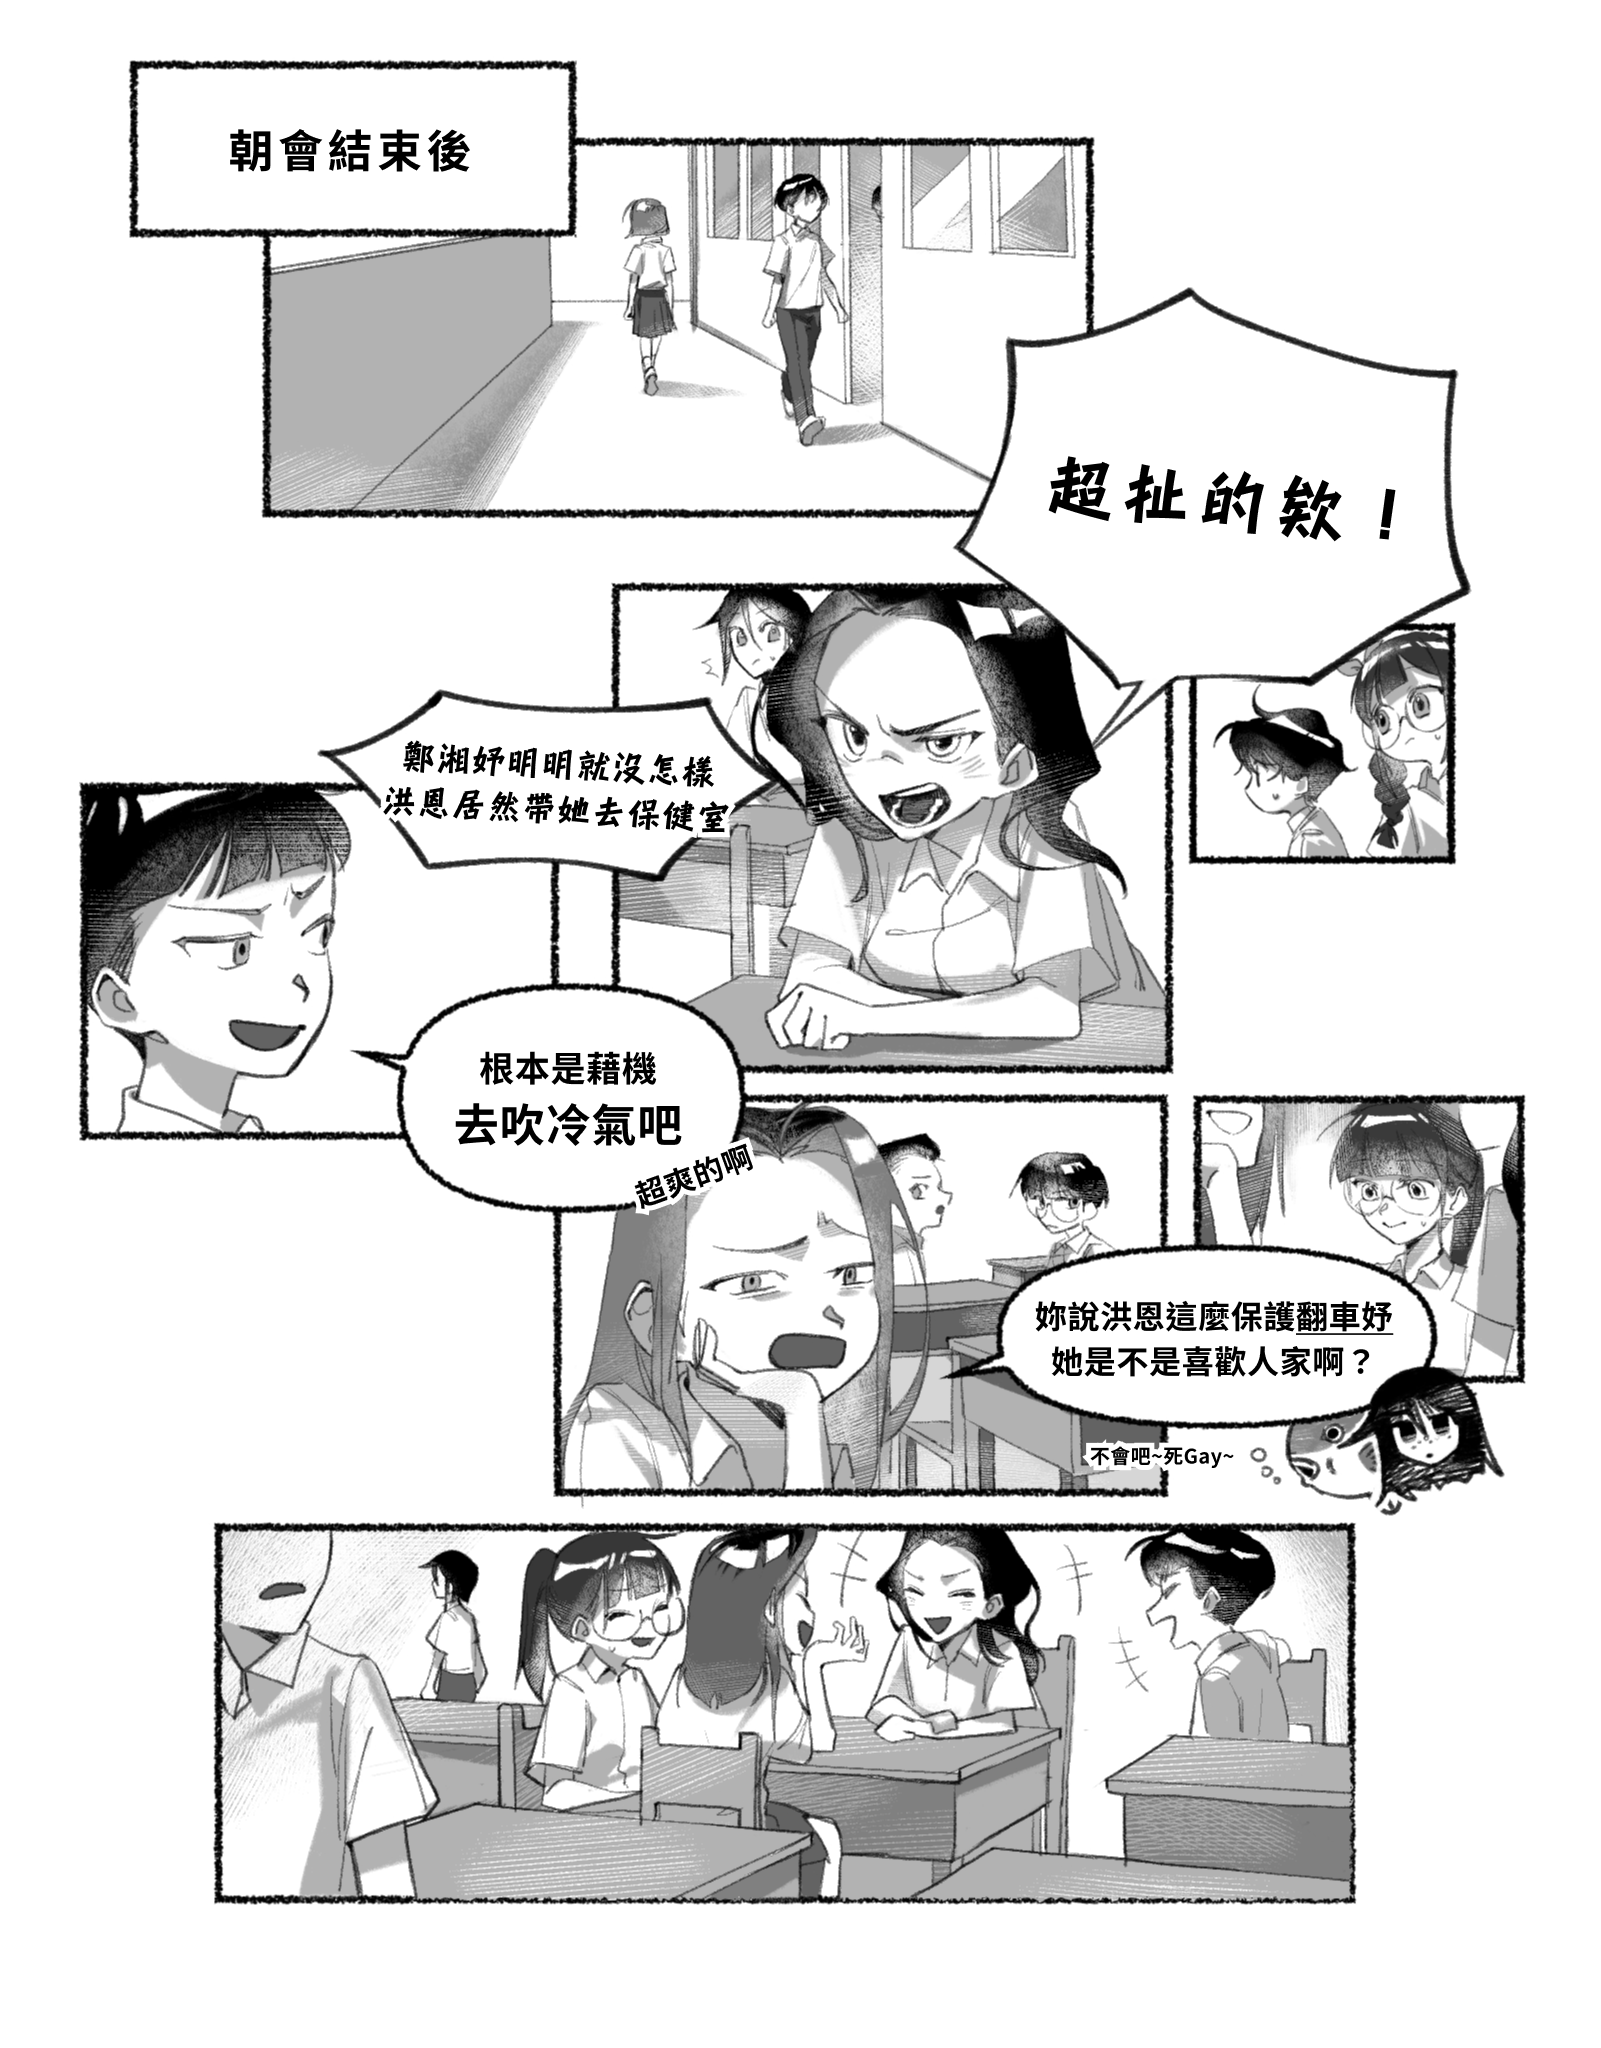 朝會結束後
超扯的欸！
鄭湘妤明明就沒怎樣
洪恩居然帶她去保健室
根本是藉機
去吹冷氣吧
超爽的啊
妳說洪恩這麼保護翻車妤
她是不是喜歡人家啊？
不會吧~死Gay~